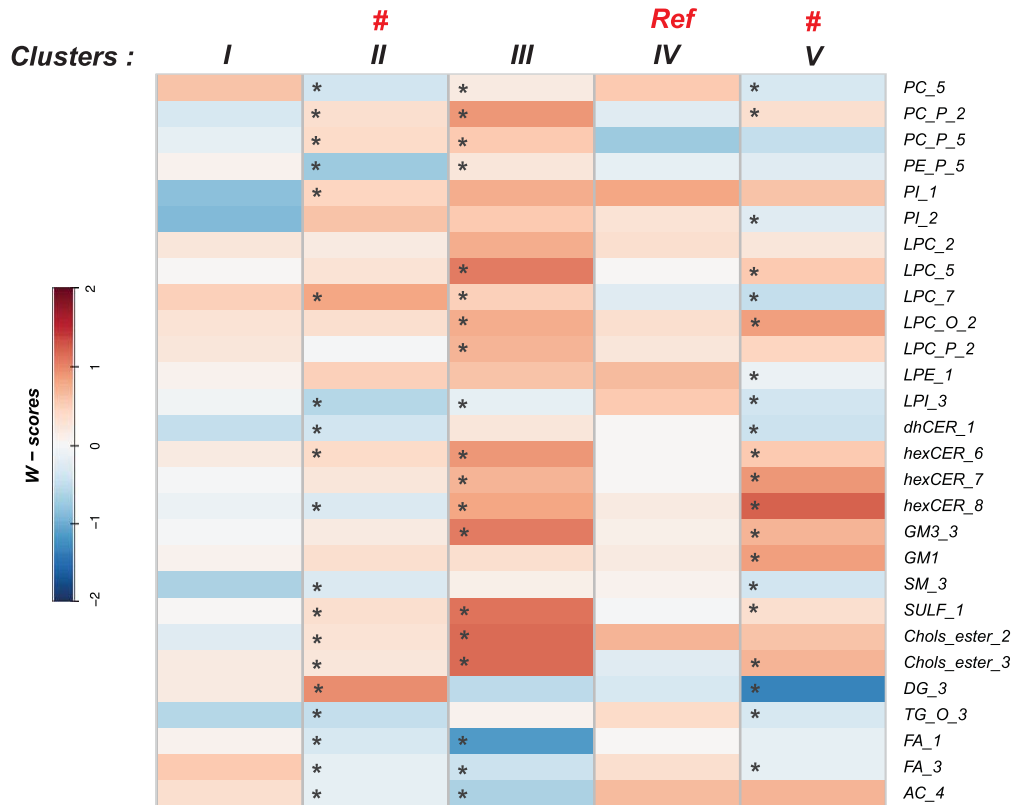 # Ref #
Clusters : I II III IV V
* * * PC_5
* * * PC_P_2
* * PC_P_5
* * PE_P_5
* PI_1
* PI_2
LPC_2
* * LPC_5
* * * LPC_7
* * LPC_O_2
* LPC_P_2
* LPE_1
* * * LPI_3
* * dhCER_1
* * * hexCER_6
* * hexCER_7
* * * hexCER_8
* * GM3_3
* GM1
* * SM_3
* * * SULF_1
* * Chols_ester_2
* * * Chols_ester_3
* * DG_3
* * TG_O_3
* * FA_1
* * * FA_3
* * AC_4
W – scores
2
1
0
−1
−2